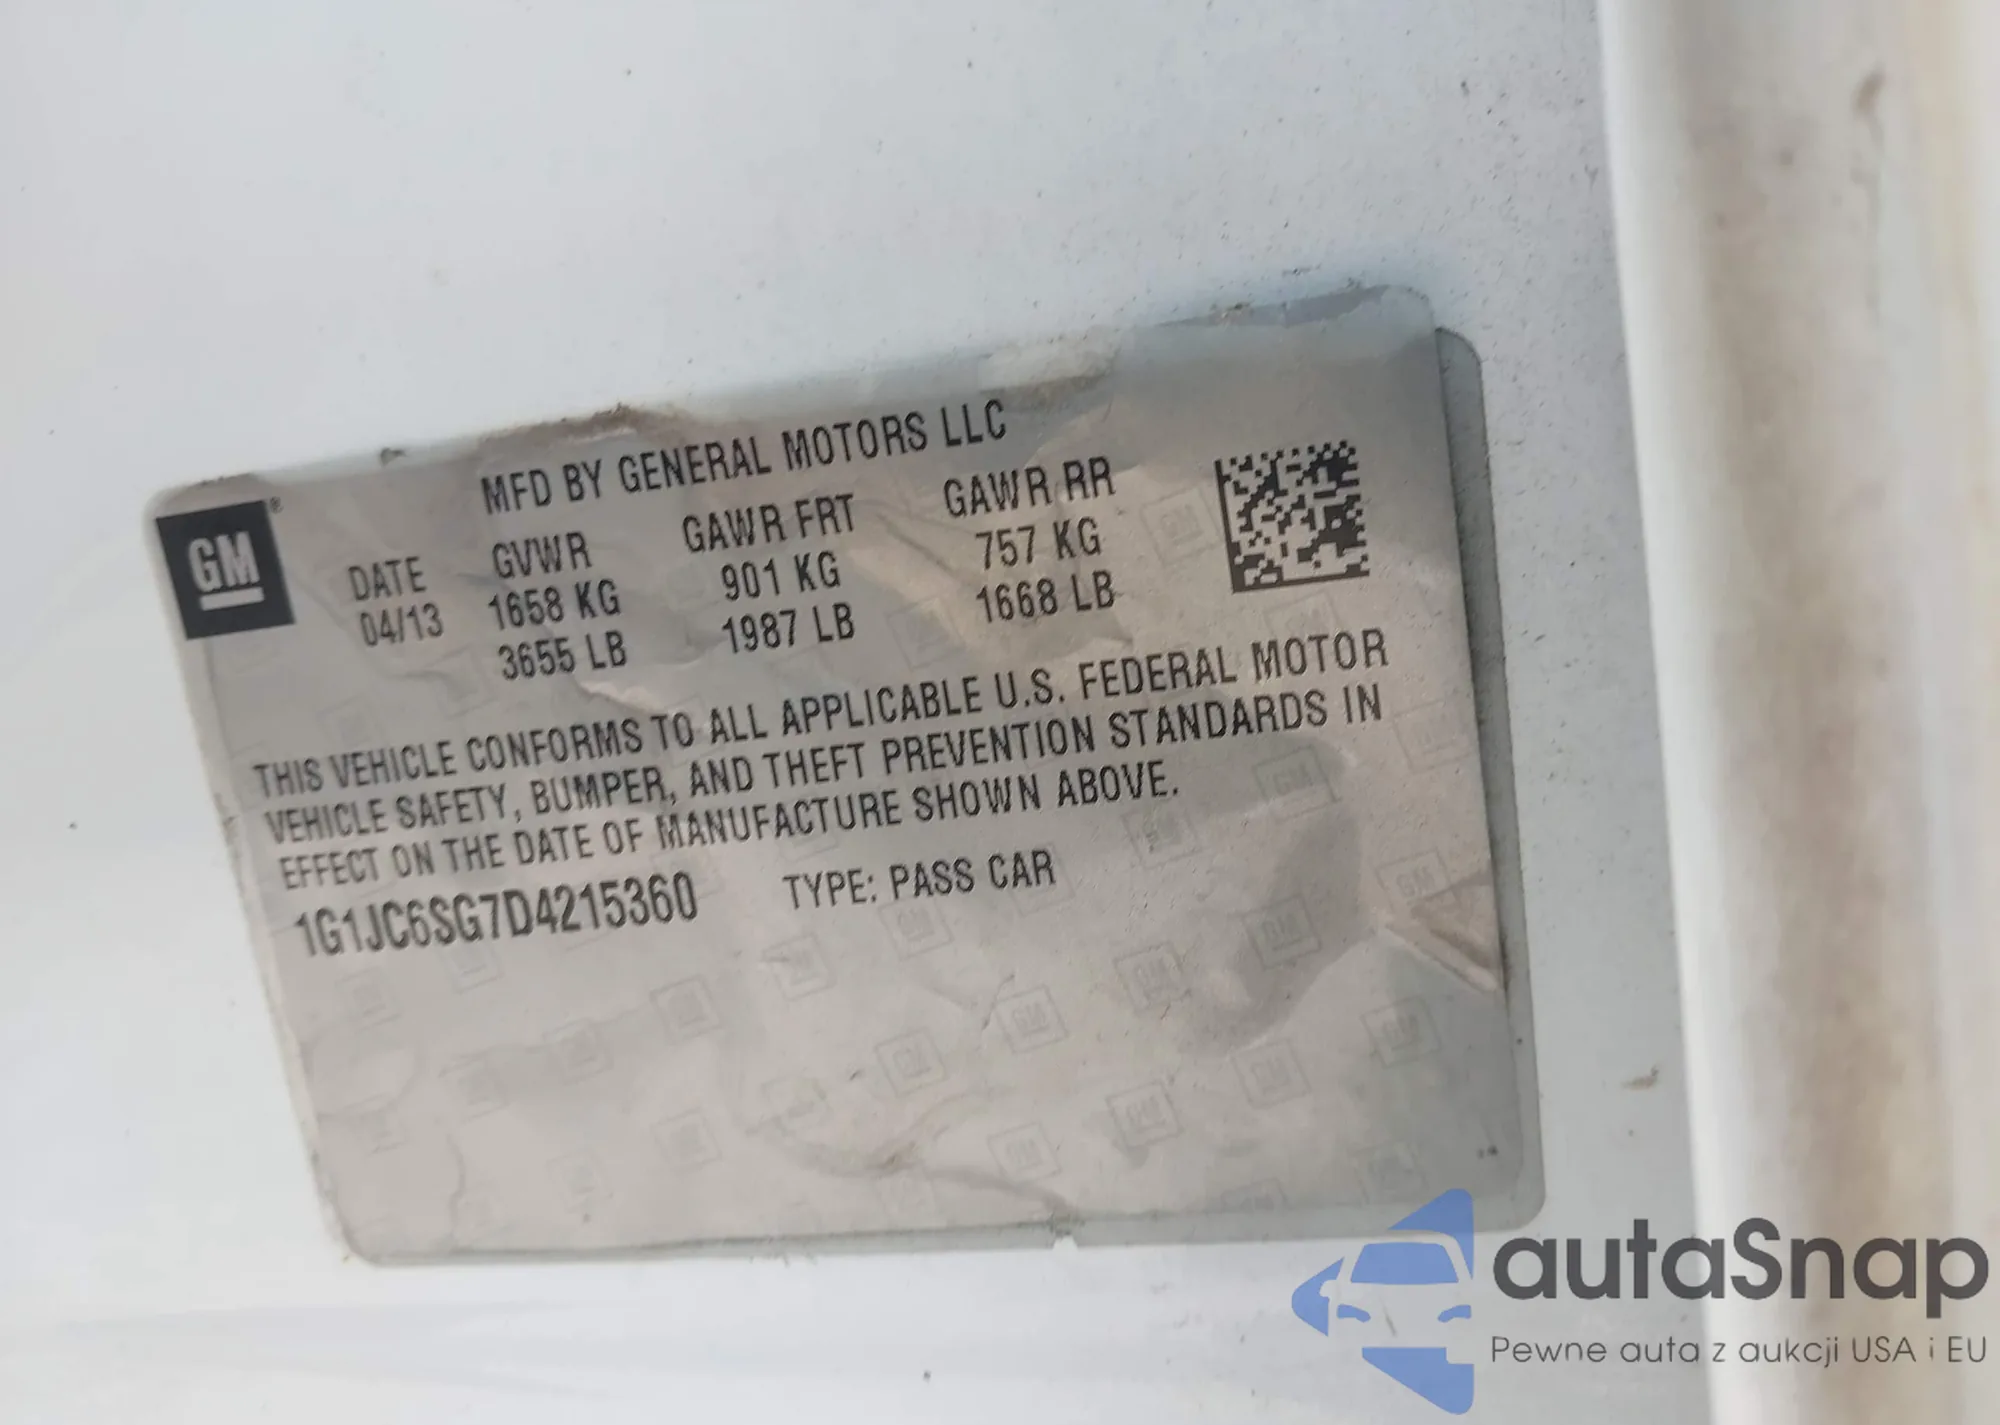 MFD BY GENERAL MOTORS LLC
GM®
DATE GVWR GAWR FRT GAWR RR
04/13 1658 KG 901 KG 757 KG
3655 LB 1987 LB 1668 LB
THIS VEHICLE CONFORMS TO ALL APPLICABLE U.S. FEDERAL MOTOR
VEHICLE SAFETY, BUMPER, AND THEFT PREVENTION STANDARDS IN
EFFECT ON THE DATE OF MANUFACTURE SHOWN ABOVE.
1G1JC6SG7D4215360 TYPE: PASS CAR
autaSnap
Pewne auta z aukcji USA i EU